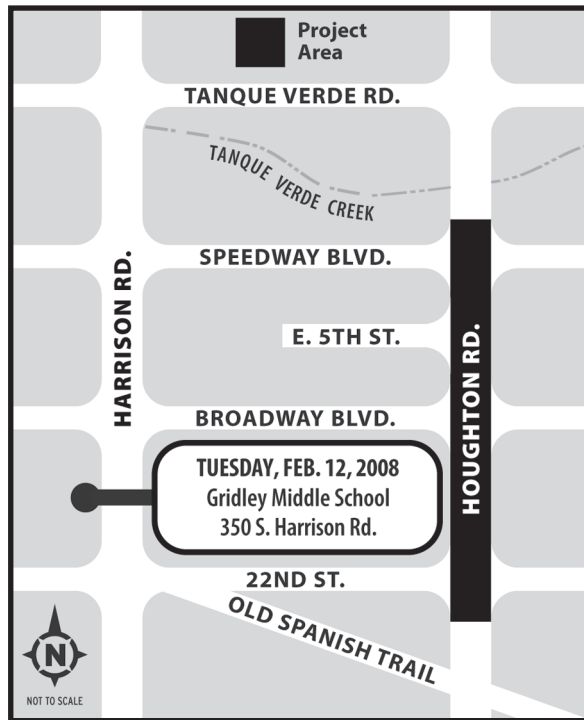 Project
Area
TANQUE VERDE RD.
TANQUE VERDE CREEK
SPEEDWAY BLVD.
HARRISON RD.
E. 5TH ST.
HOUGHTON RD.
BROADWAY BLVD.
TUESDAY, FEB. 12, 2008
Gridley Middle School
350 S. Harrison Rd.
22ND ST.
OLD SPANISH TRAIL
N
NOT TO SCALE